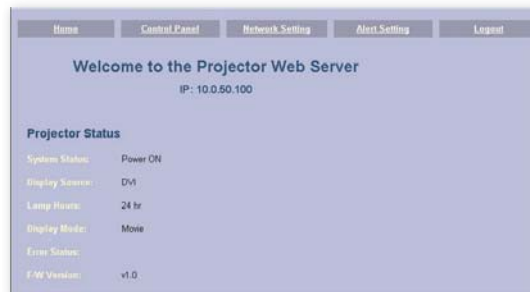 Home Control Panel Network Setting Alert Setting Logout
Welcome to the Projector Web Server
IP: 10.0.50.100
Projector Status
System Status: Power ON
Display Source: DVI
Lamp Hours: 24 hr
Display Mode: Movie
Error Status:
F/W Version: v1.0